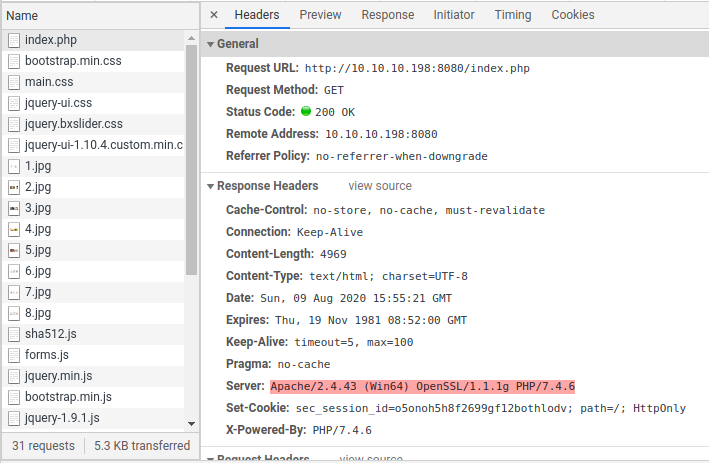 Name
index.php
bootstrap.min.css
main.css
jquery-ui.css
jquery.bxslider.css
jquery-ui-1.10.4.custom.min.c
1.jpg
2.jpg
3.jpg
4.jpg
5.jpg
6.jpg
7.jpg
8.jpg
sha512.js
forms.js
jquery.min.js
bootstrap.min.js
jquery-1.9.1.js
31 requests 5.3 KB transferred
× Headers Preview Response Initiator Timing Cookies
General
Request URL: http://10.10.10.198:8080/index.php
Request Method: GET
Status Code: 200 OK
Remote Address: 10.10.10.198:8080
Referrer Policy: no-referrer-when-downgrade
Response Headers view source
Cache-Control: no-store, no-cache, must-revalidate
Connection: Keep-Alive
Content-Length: 4969
Content-Type: text/html; charset=UTF-8
Date: Sun, 09 Aug 2020 15:55:21 GMT
Expires: Thu, 19 Nov 1981 08:52:00 GMT
Keep-Alive: timeout=5, max=100
Pragma: no-cache
Server: Apache/2.4.43 (Win64) OpenSSL/1.1.1g PHP/7.4.6
Set-Cookie: sec_session_id=o5onoh5h8f2699gf12bothlodv; path=/; HttpOnly
X-Powered-By: PHP/7.4.6
Request Headers view source